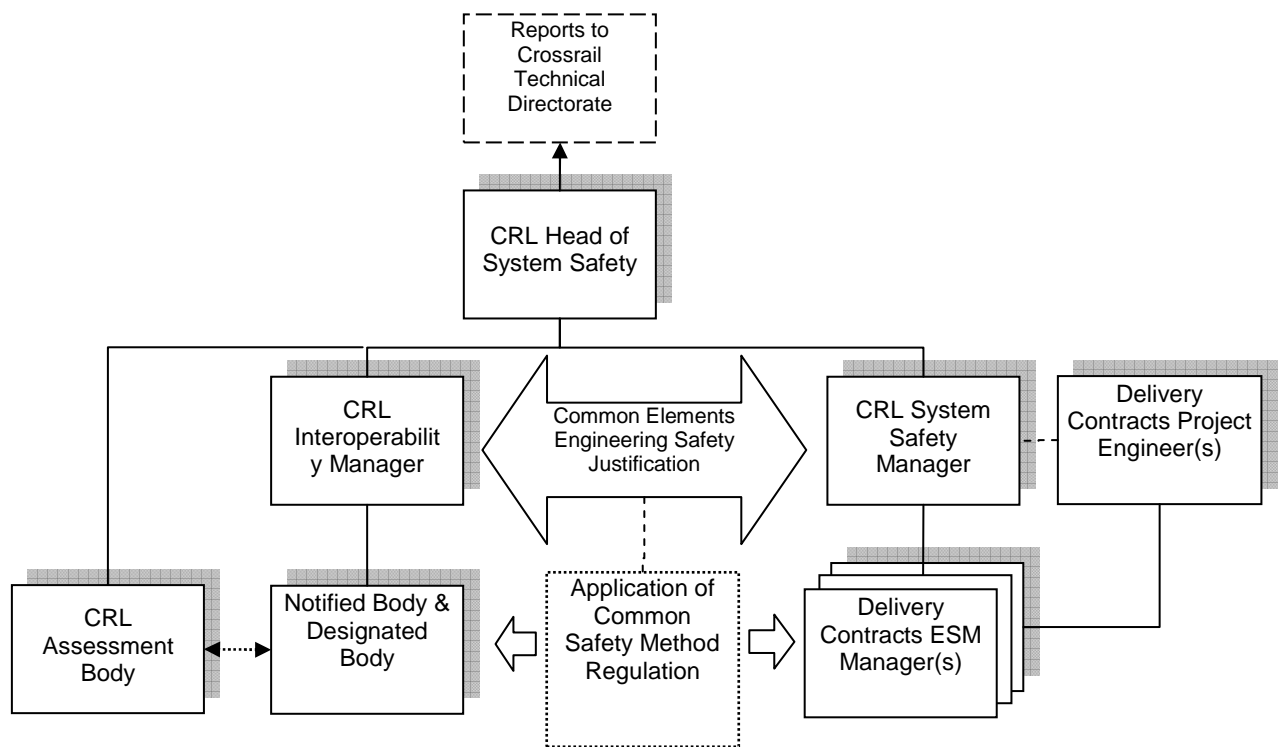 Reports to
Crossrail
Technical
Directorate
CRL Head of
System Safety
CRL
Interoperabilit
y Manager
Common Elements
Engineering Safety
Justification
CRL System
Safety
Manager
Delivery
Contracts Project
Engineer(s)
CRL
Assessment
Body
Notified Body &
Designated
Body
Application of
Common
Safety Method
Regulation
Delivery
Contracts ESM
Manager(s)